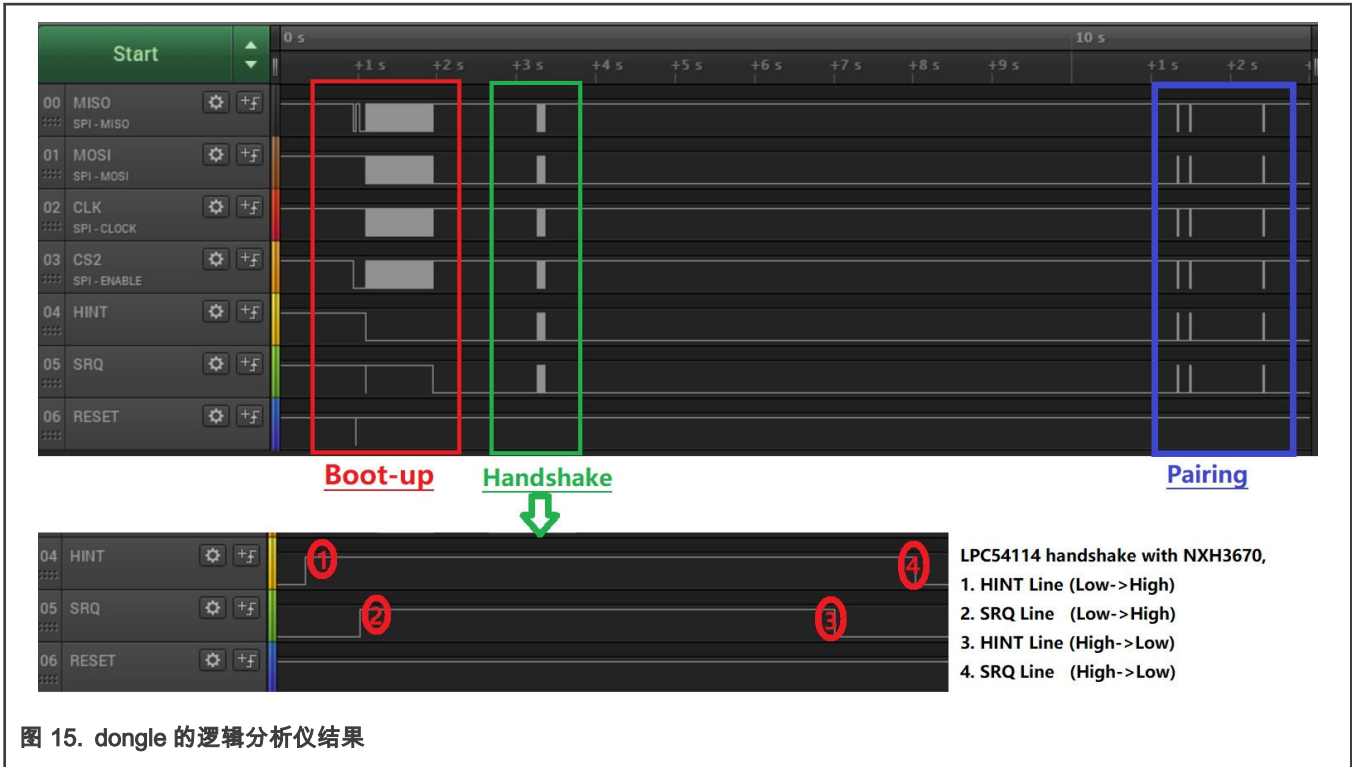 Start
0 s
10 s
+1 s +2 s +3 s +4 s +5 s +6 s +7 s +8 s +9 s +1 s +2 s
00 MISO
SPI - MISO
01 MOSI
SPI - MOSI
02 CLK
SPI - CLOCK
03 CS2
SPI - ENABLE
04 HINT
05 SRQ
06 RESET
Boot-up
Handshake
Pairing
04 HINT
1
4
05 SRQ
2
3
06 RESET
LPC54114 handshake with NXH3670,
1. HINT Line (Low->High)
2. SRQ Line (Low->High)
3. HINT Line (High->Low)
4. SRQ Line (High->Low)
图 15. dongle 的逻辑分析仪结果